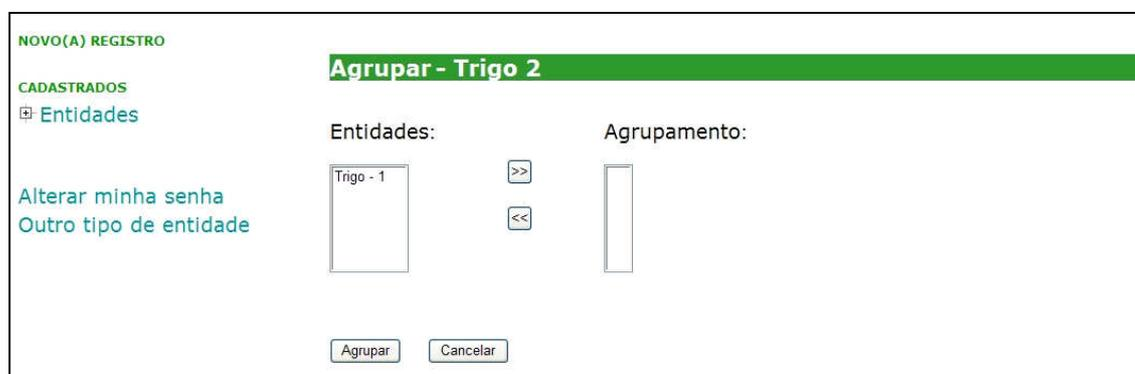 NOVO(A) REGISTRO
CADASTRADOS
Entidades
Alterar minha senha
Outro tipo de entidade
Agrupar - Trigo 2
Entidades:
Agrupamento:
Trigo - 1
>>
<<
Agrupar
Cancelar